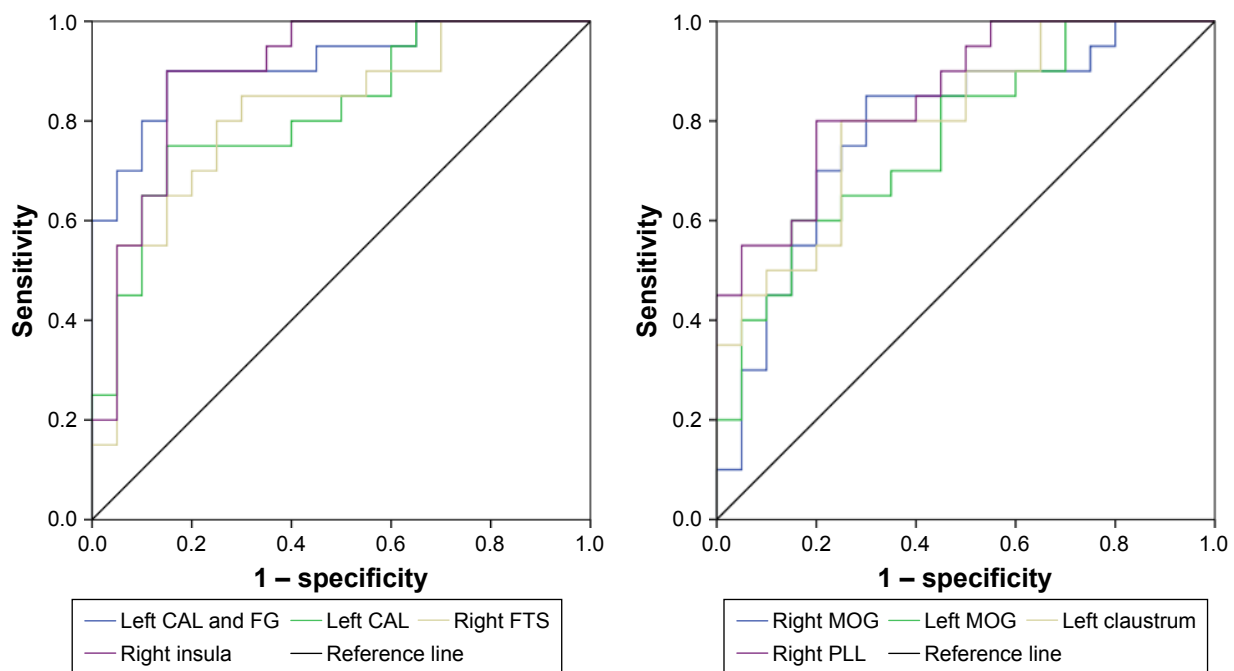 1.0
0.8
0.6
0.4
0.2
0.0
Sensitivity
0.0 0.2 0.4 0.6 0.8 1.0
1 – specificity
Left CAL and FG Left CAL Right FTS
Right insula Reference line
1.0
0.8
0.6
0.4
0.2
0.0
Sensitivity
0.0 0.2 0.4 0.6 0.8 1.0
1 – specificity
Right MOG Left MOG Left claustrum
Right PLL Reference line